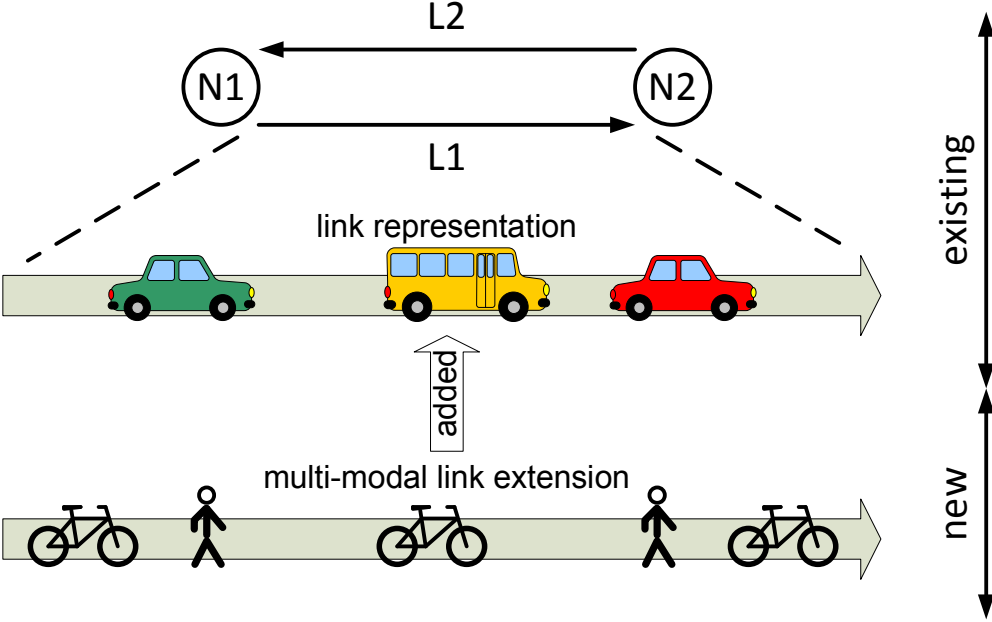 L2
N1
N2
L1
link representation
existing
added
multi-modal link extension
new